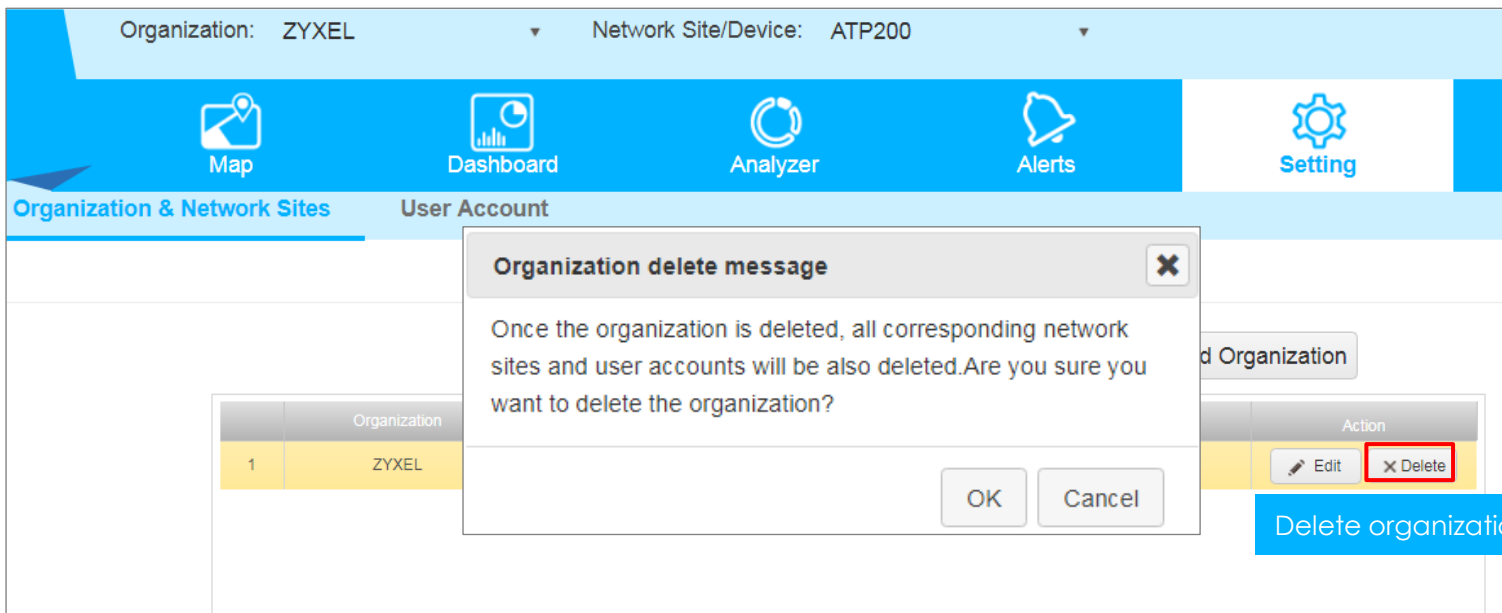 Organization: ZYXEL Network Site/Device: ATP200
Map Dashboard Analyzer Alerts Setting
Organization & Network Sites User Account
Organization delete message
Once the organization is deleted, all corresponding network
sites and user accounts will be also deleted.Are you sure you
want to delete the organization?
d Organization
Organization Action
1 ZYXEL Edit Delete
OK Cancel
Delete organizatio